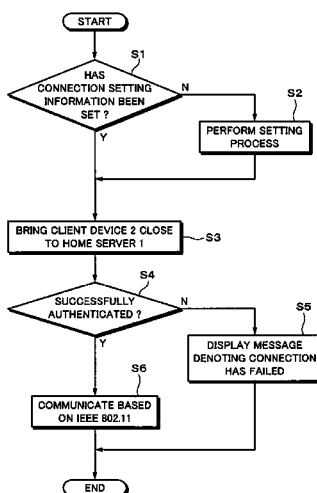 START
S1
HAS
CONNECTION SETTING
INFORMATION BEEN
SET ?
N
Y
S2
PERFORM SETTING
PROCESS
BRING CLIENT DEVICE 2 CLOSE
TO HOME SERVER 1
S3
S4
SUCCESSFULLY
AUTHENTICATED ?
N
Y
S5
DISPLAY MESSAGE
DENOTING CONNECTION
HAS FAILED
S6
COMMUNICATE BASED
ON IEEE 802.11
END